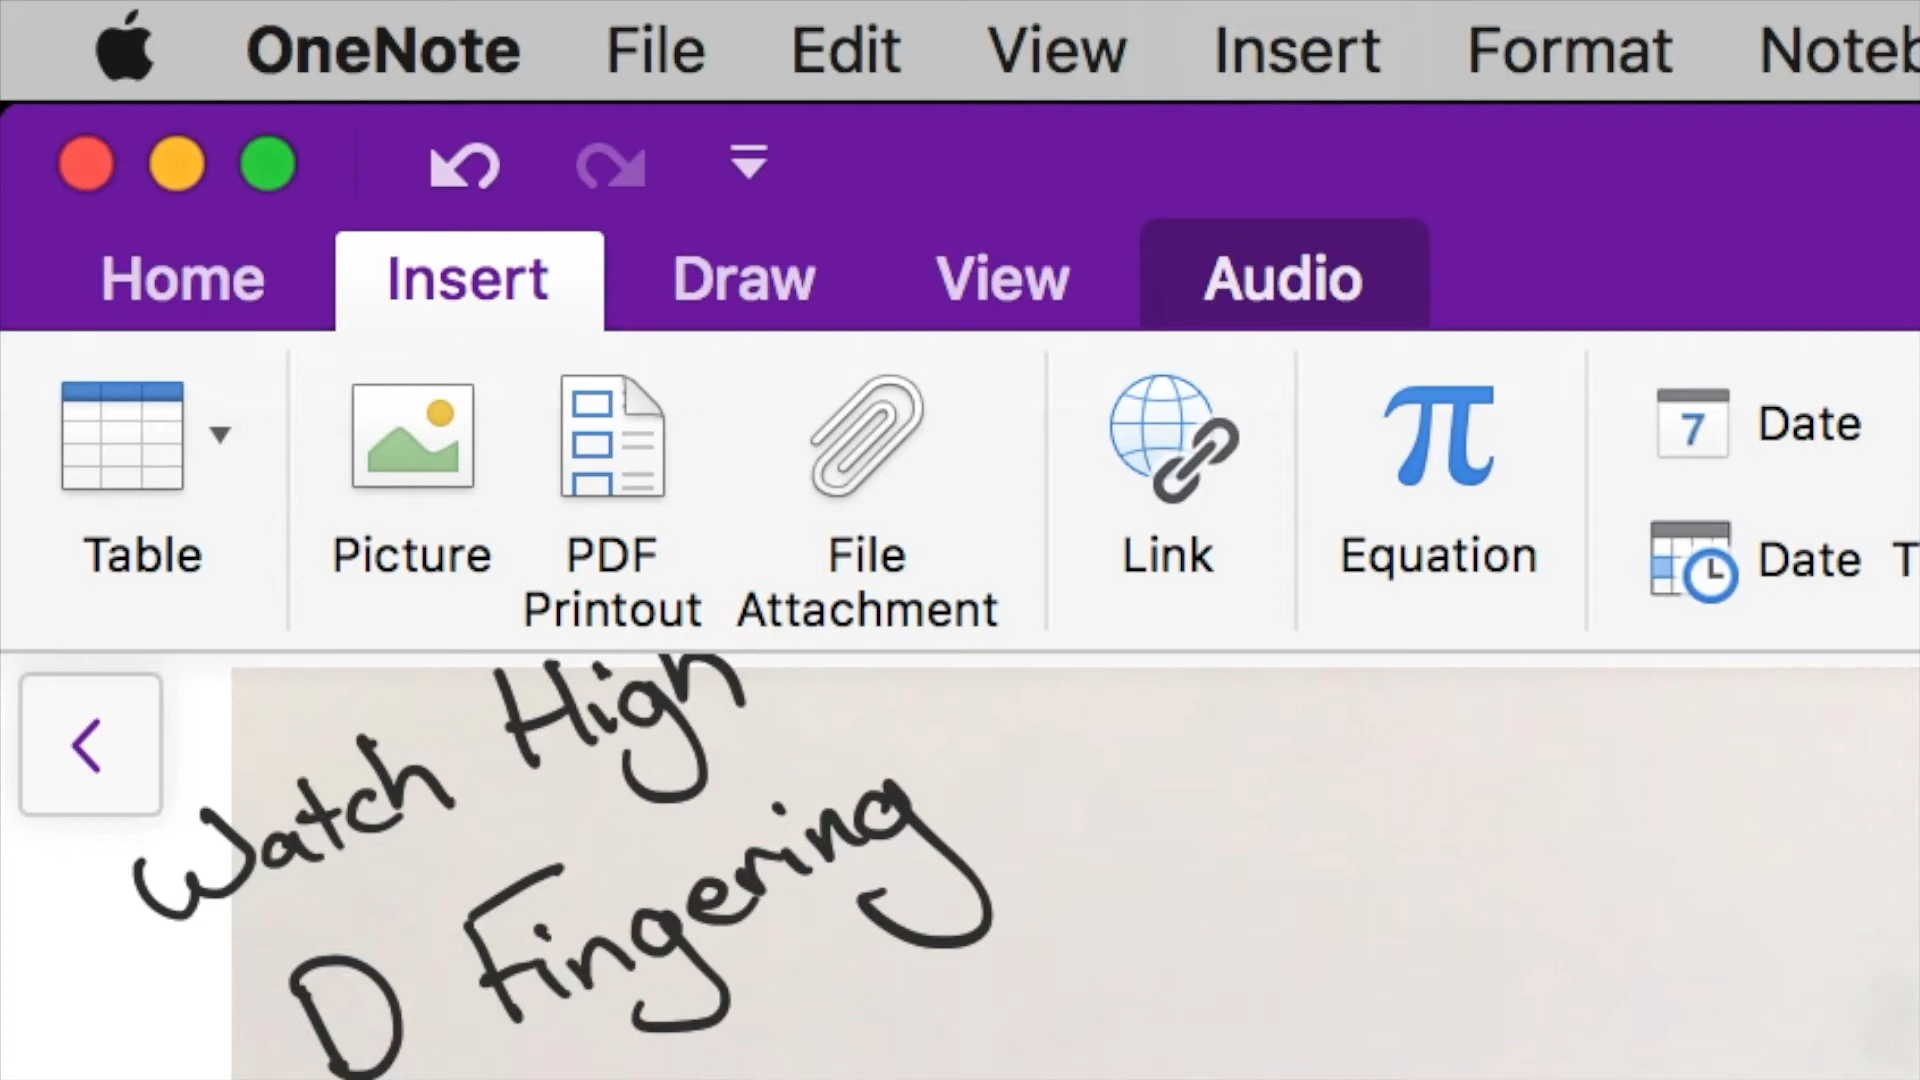 OneNote File Edit View Insert Format Noteb
Home Insert Draw View Audio
Table
Picture
PDF
Printout
File
Attachment
Link
Equation
7 Date
Date T
Watch High
D Fingering